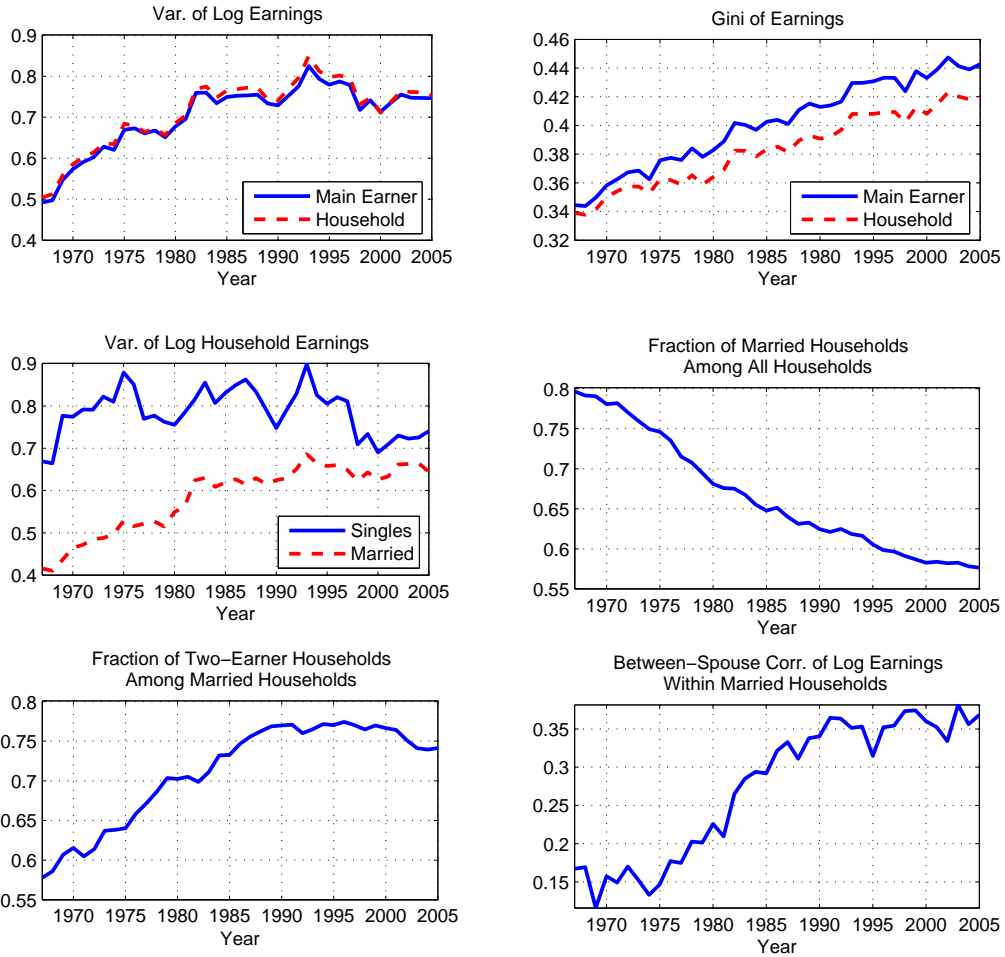 Var. of Log Earnings
0.9
0.8
0.7
0.6
0.5
0.4
Main Earner
Household
1970 1975 1980 1985 1990 1995 2000 2005
Year
Gini of Earnings
0.46
0.44
0.42
0.4
0.38
0.36
0.34
0.32
Main Earner
Household
1970 1975 1980 1985 1990 1995 2000 2005
Year
Var. of Log Household Earnings
0.9
0.8
0.7
0.6
0.5
0.4
Singles
Married
1970 1975 1980 1985 1990 1995 2000 2005
Year
Fraction of Married Households
Among All Households
0.8
0.75
0.7
0.65
0.6
0.55
1970 1975 1980 1985 1990 1995 2000 2005
Year
Fraction of Two−Earner Households
Among Married Households
0.8
0.75
0.7
0.65
0.6
0.55
1970 1975 1980 1985 1990 1995 2000 2005
Year
Between−Spouse Corr. of Log Earnings
Within Married Households
0.35
0.3
0.25
0.2
0.15
1970 1975 1980 1985 1990 1995 2000 2005
Year